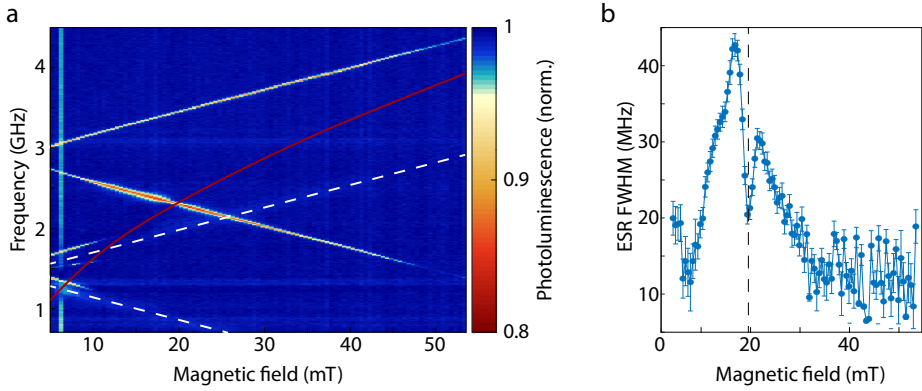 a
4
3
2
1
Frequency (GHz)
10
20
30
40
50
Magnetic field (mT)
1
0.9
0.8
Photoluminescence (norm.)
b
50
40
30
20
10
ESR FWHM (MHz)
0
20
40
Magnetic field (mT)